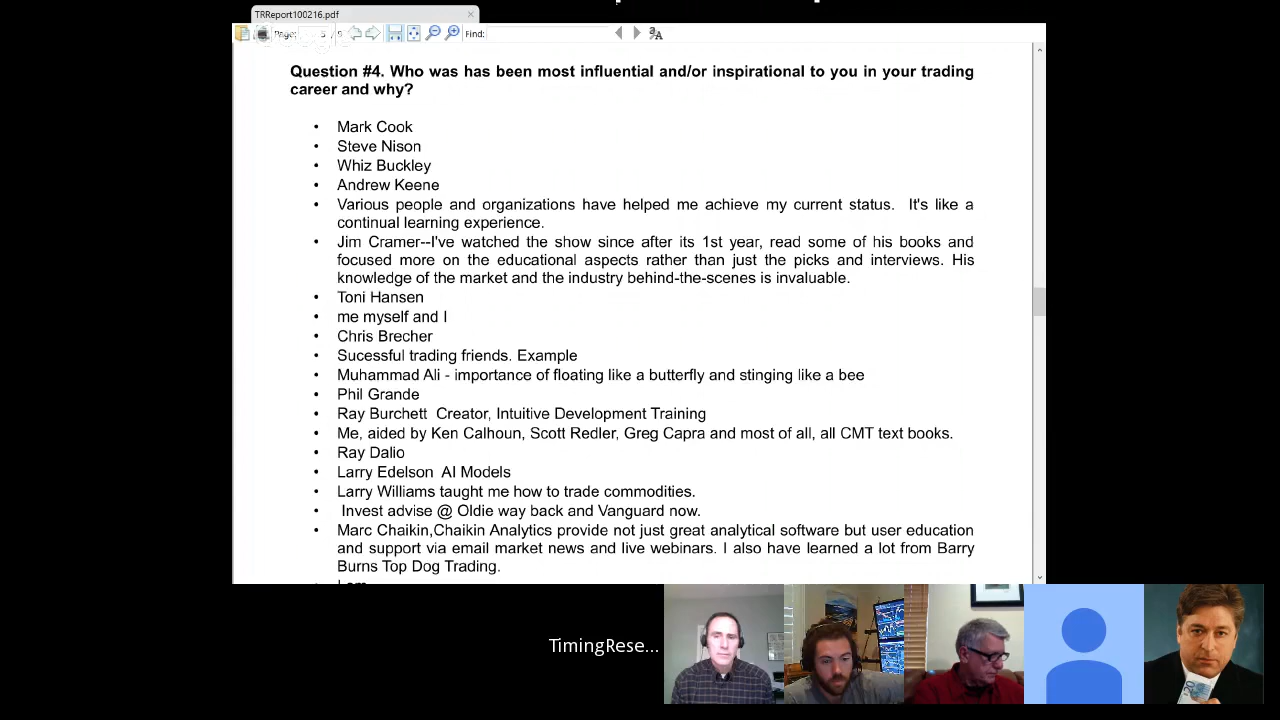 TRReport100216.pdf
Page: 5 / 9 Find:
Question #4. Who was has been most influential and/or inspirational to you in your trading
career and why?
• Mark Cook
• Steve Nison
• Whiz Buckley
• Andrew Keene
• Various people and organizations have helped me achieve my current status. It's like a
continual learning experience.
• Jim Cramer--I've watched the show since after its 1st year, read some of his books and
focused more on the educational aspects rather than just the picks and interviews. His
knowledge of the market and the industry behind-the-scenes is invaluable.
• Toni Hansen
• me myself and I
• Chris Brecher
• Sucessful trading friends. Example
• Muhammad Ali - importance of floating like a butterfly and stinging like a bee
• Phil Grande
• Ray Burchett Creator, Intuitive Development Training
• Me, aided by Ken Calhoun, Scott Redler, Greg Capra and most of all, all CMT text books.
• Ray Dalio
• Larry Edelson AI Models
• Larry Williams taught me how to trade commodities.
• Invest advise @ Oldie way back and Vanguard now.
• Marc Chaikin,Chaikin Analytics provide not just great analytical software but user education
and support via email market news and live webinars. I also have learned a lot from Barry
Burns Top Dog Trading.
TimingRese...